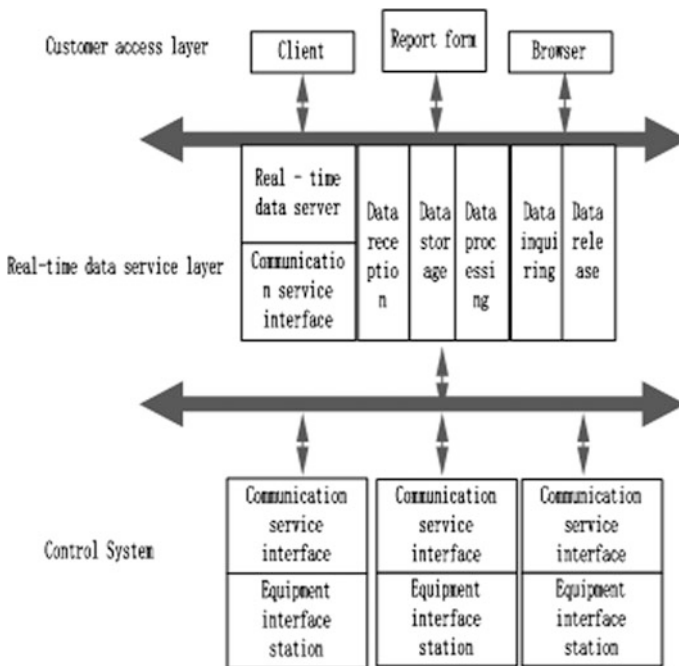 Customer access layer
Client
Report form
Browser
Real-time data service layer
Real - time
data server
Communicatio
n service
interface
Data
rece
ptio
n
Data
stor
age
Data
proc
essi
ng
Data
inqui
ring
Data
rele
ase
Control System
Communication
service
interface
Equipment
interface
station
Communication
service
interface
Equipment
interface
station
Communication
service
interface
Equipment
interface
station